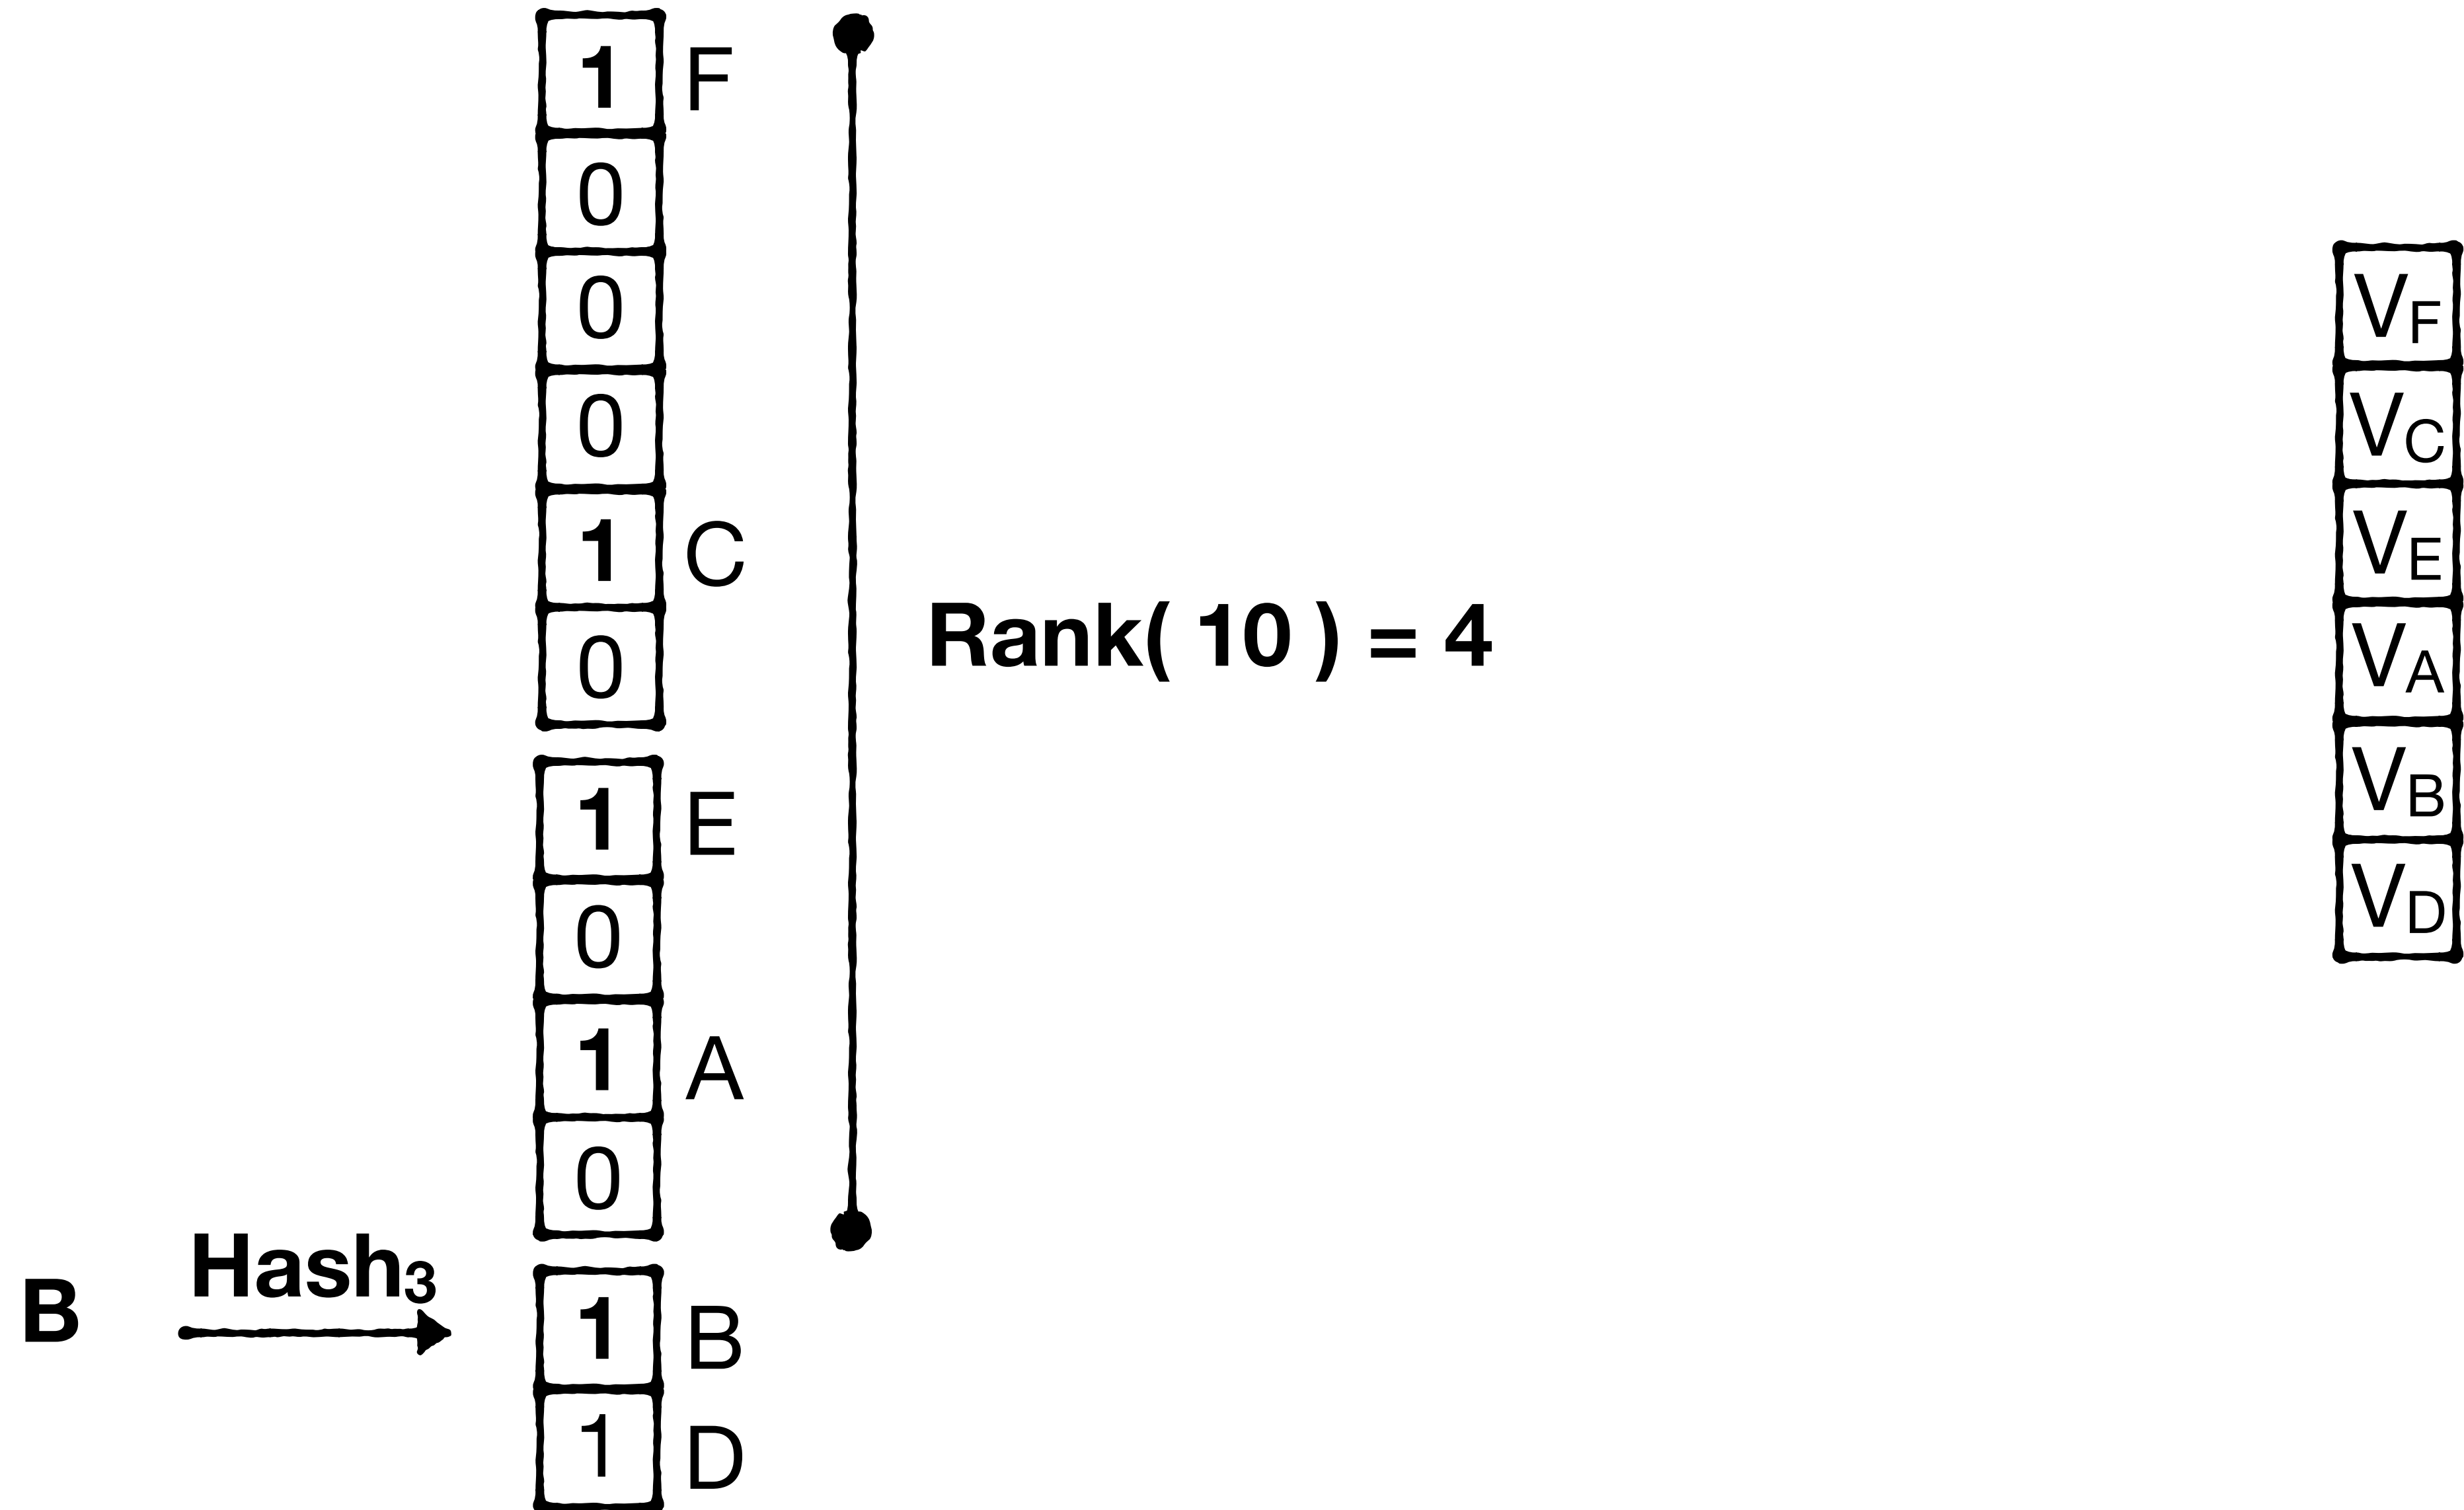 1 F
0
0
0
1 C
0
1 E
0
1 A
0
B Hash3 1 B
1 D
Rank( 10 ) = 4
VF
VC
VE
VA
VB
VD